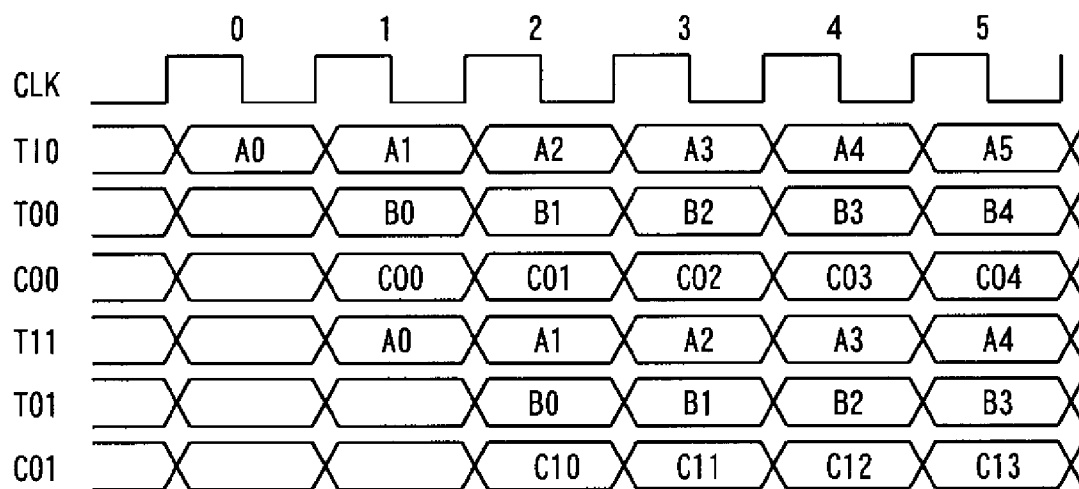 0 1 2 3 4 5
CLK
TI0 A0 A1 A2 A3 A4 A5
T00 B0 B1 B2 B3 B4
C00 C00 C01 C02 C03 C04
T11 A0 A1 A2 A3 A4
T01 B0 B1 B2 B3
C01 C10 C11 C12 C13